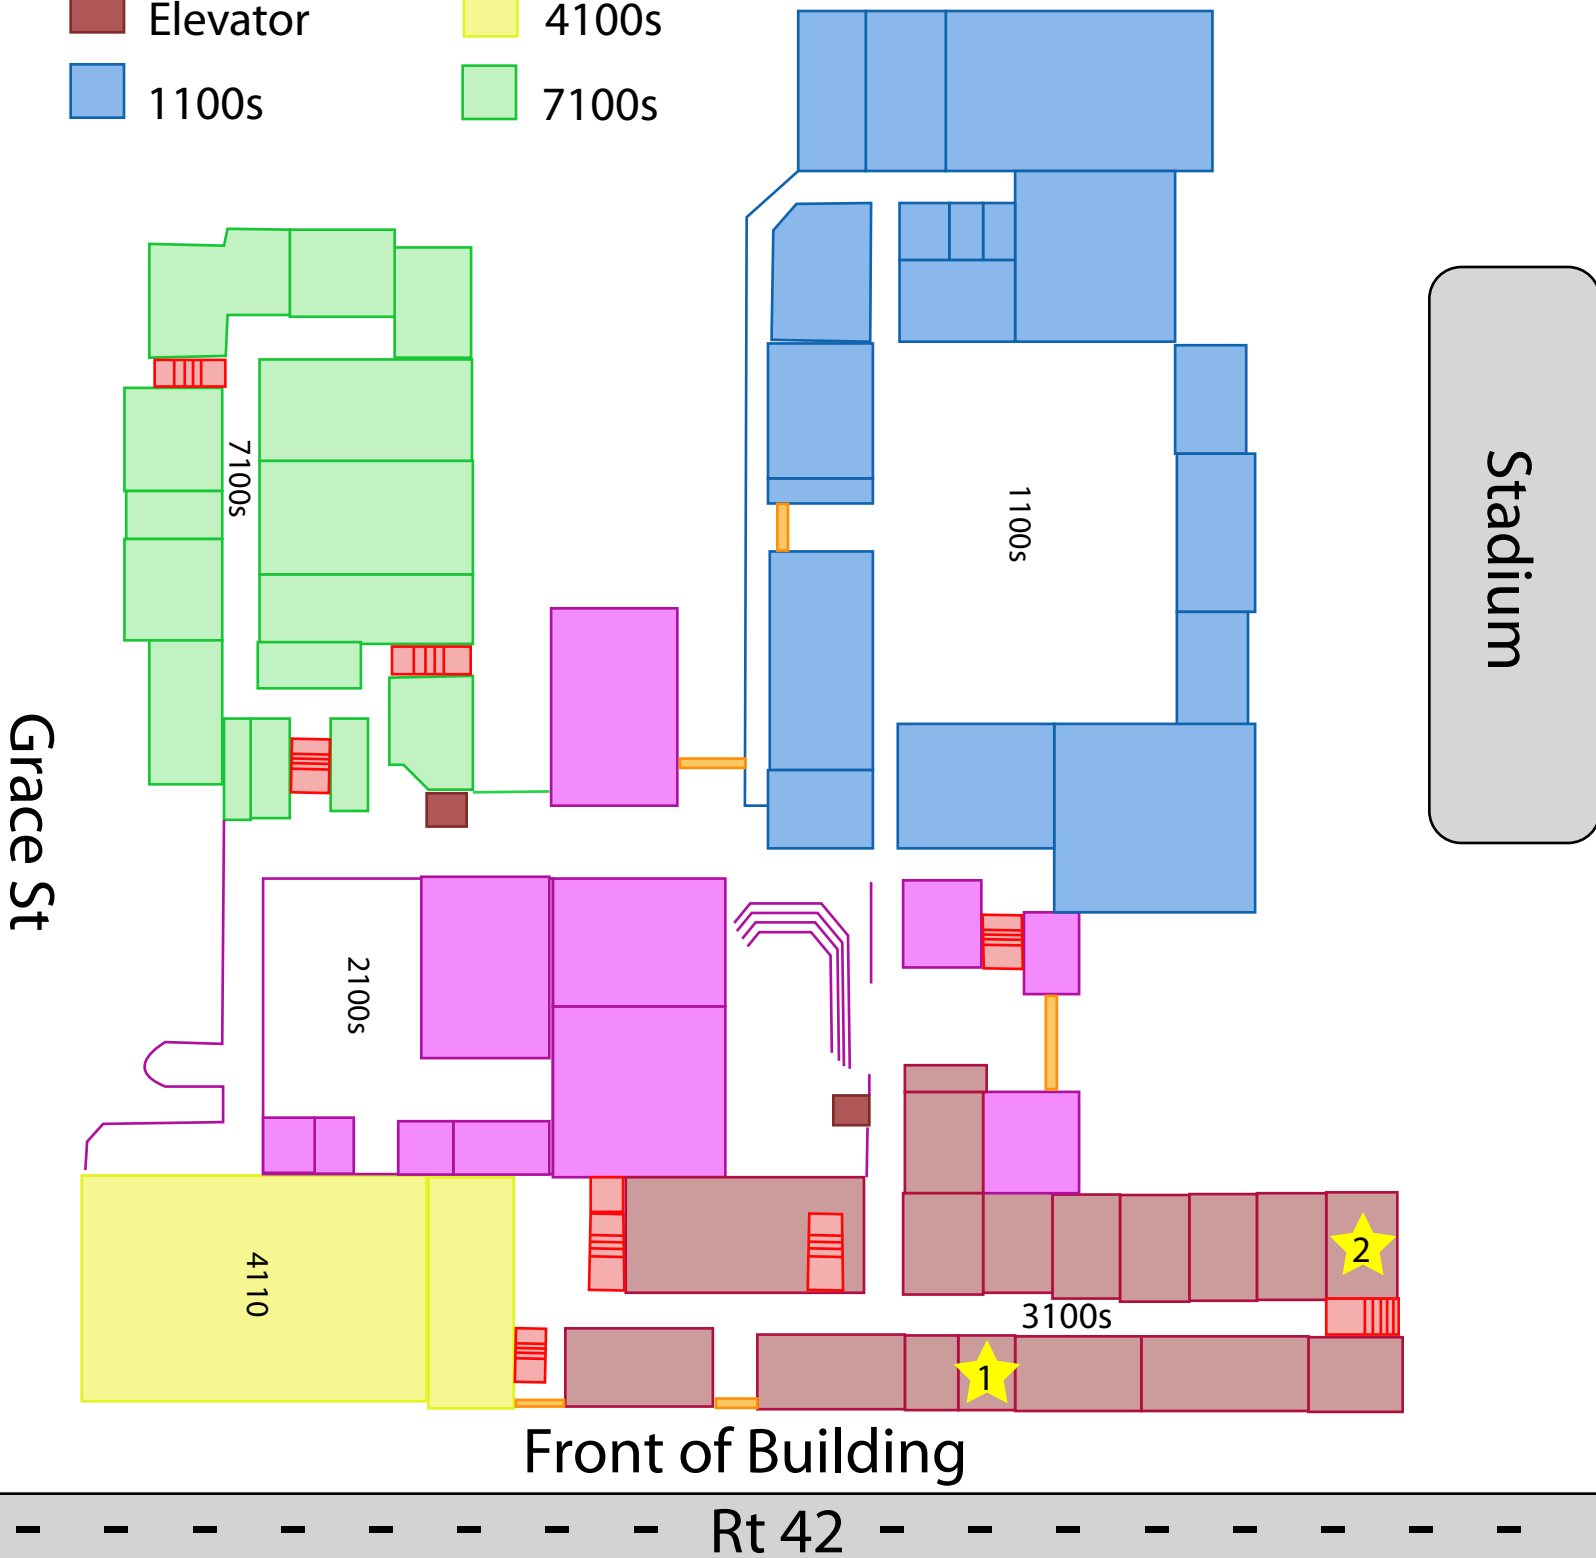 Elevator
4100s
1100s
7100s
7100s
1100s
Stadium
Grace St
2100s
4110
2
3100s
1
Front of Building
Rt 42